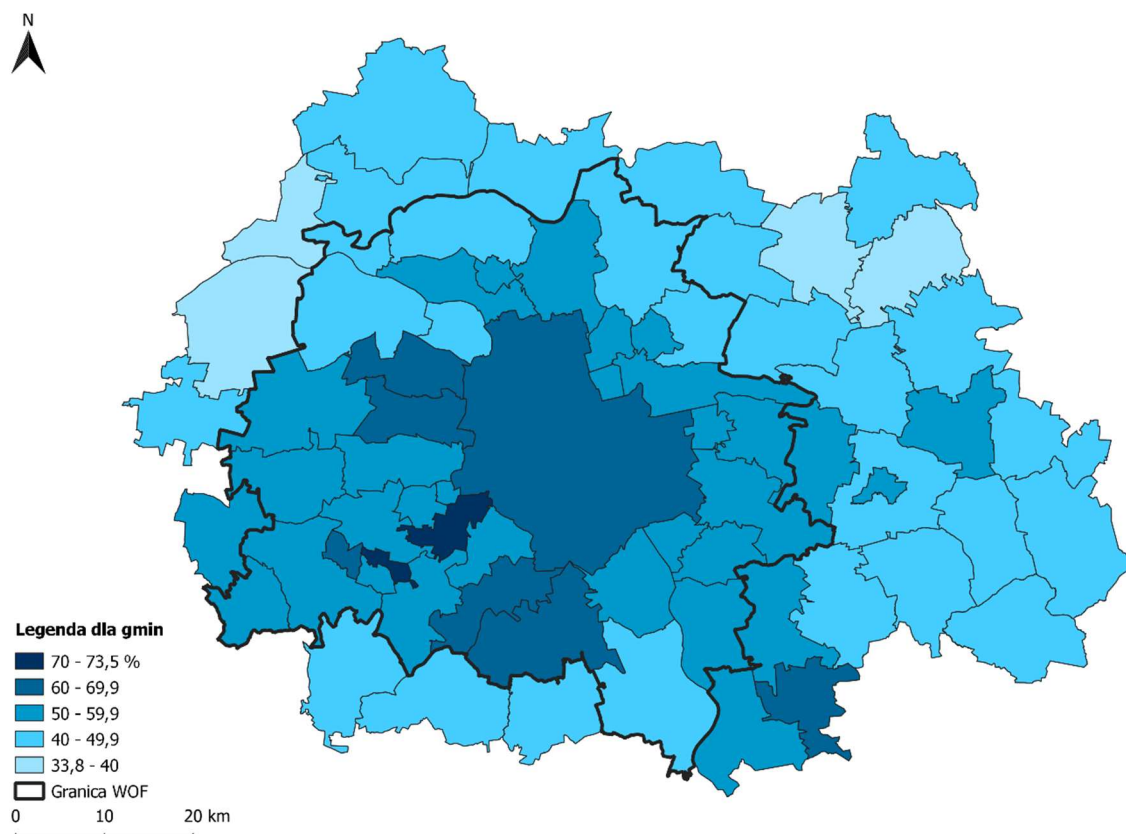 N
Legenda dla gmin
70 - 73,5 %
60 - 69,9
50 - 59,9
40 - 49,9
33,8 - 40
Granica WOF
0 10 20 km